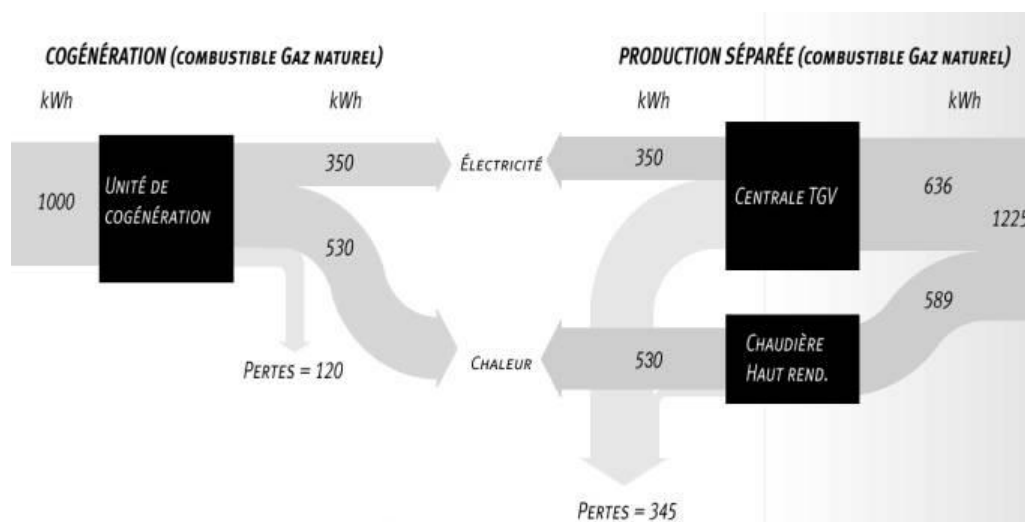 COGÉNÉRATION (COMBUSTIBLE GAZ NATUREL)
kWh
kWh
1000
UNITÉ DE
COGÉNÉRATION
350
530
PERTES = 120
ÉLECTRICITÉ
CHALEUR
PRODUCTION SÉPARÉE (COMBUSTIBLE GAZ NATUREL)
kWh
kWh
350
CENTRALE TGV
636
1225
530
CHAUDIÈRE
HAUT REND.
589
PERTES = 345